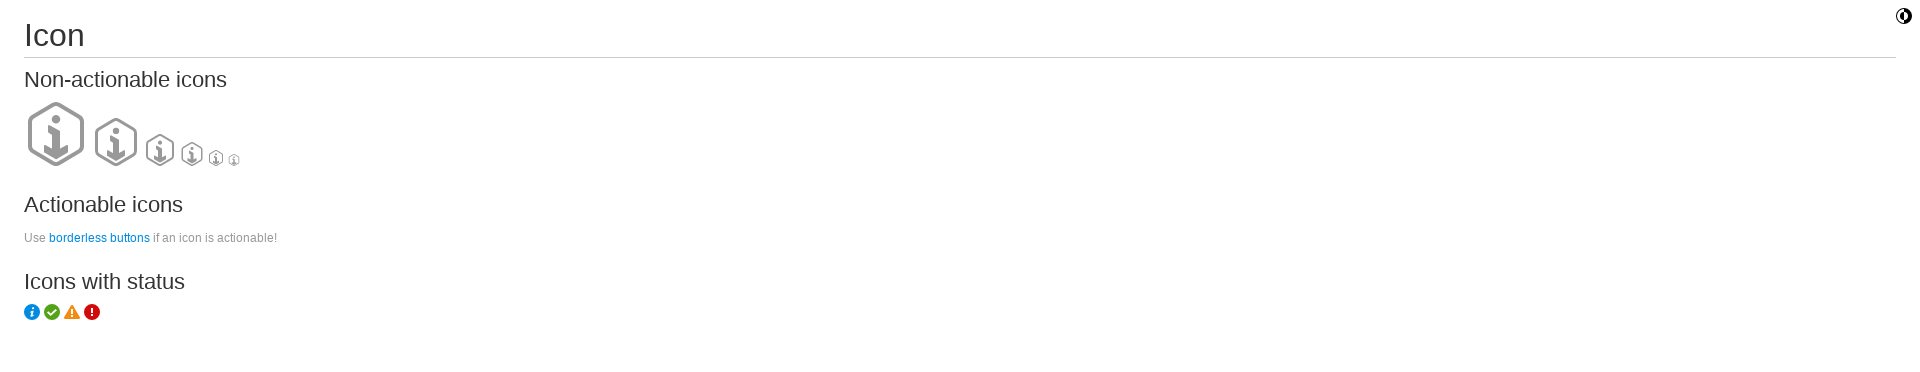 Icon
Non-actionable icons
Actionable icons
Use borderless buttons if an icon is actionable!
Icons with status